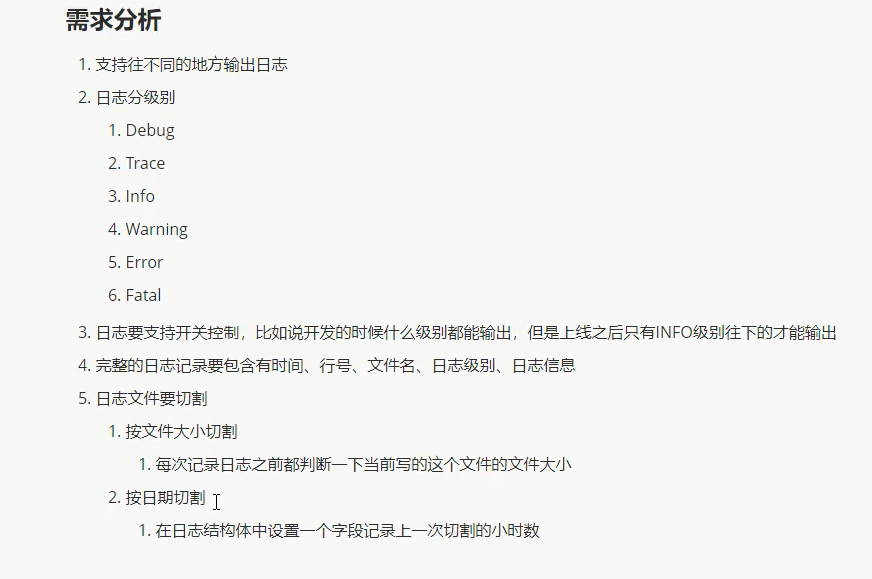 需求分析
1. 支持往不同的地方输出日志
2. 日志分级别
1. Debug
2. Trace
3. Info
4. Warning
5. Error
6. Fatal
3. 日志要支持开关控制，比如说开发的时候什么级别都能输出，但是上线之后只有INFO级别往下的才能输出
4. 完整的日志记录要包含有时间、行号、文件名、日志级别、日志信息
5. 日志文件要切割
1. 按文件大小切割
1. 每次记录日志之前都判断一下当前写的这个文件的文件大小
2. 按日期切割
1. 在日志结构体中设置一个字段记录上一次切割的小时数